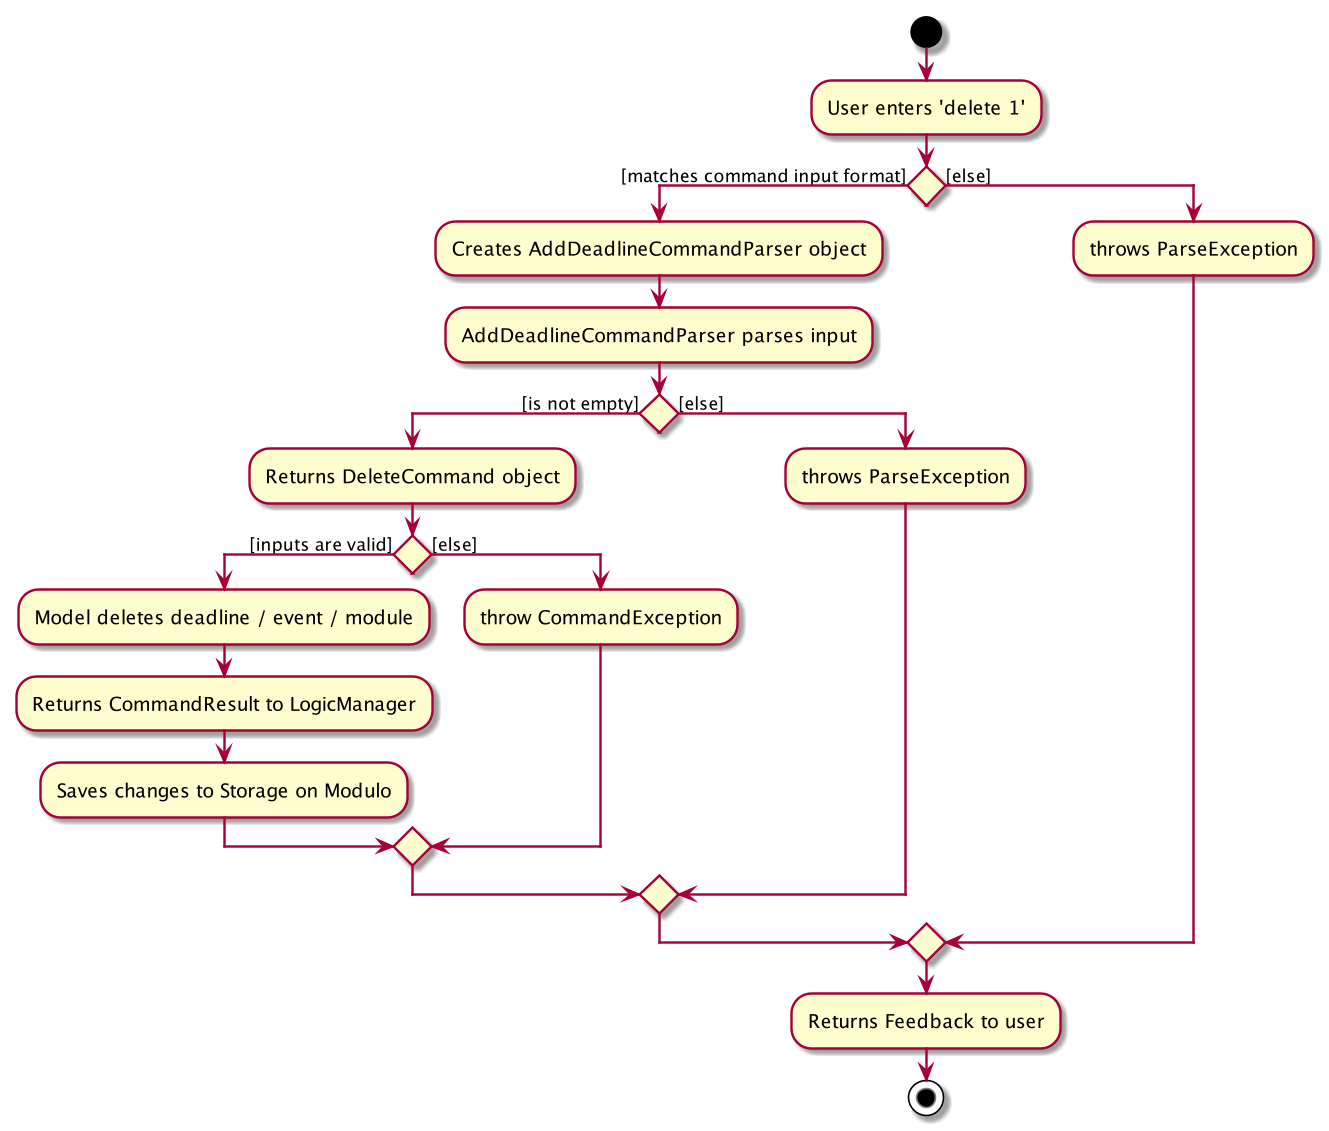 User enters 'delete 1'
[matches command input format]
[else]
Creates AddDeadlineCommandParser object
throws ParseException
AddDeadlineCommandParser parses input
[is not empty]
[else]
Returns DeleteCommand object
throws ParseException
[inputs are valid]
[else]
Model deletes deadline / event / module
throw CommandException
Returns CommandResult to LogicManager
Saves changes to Storage on Modulo
Returns Feedback to user